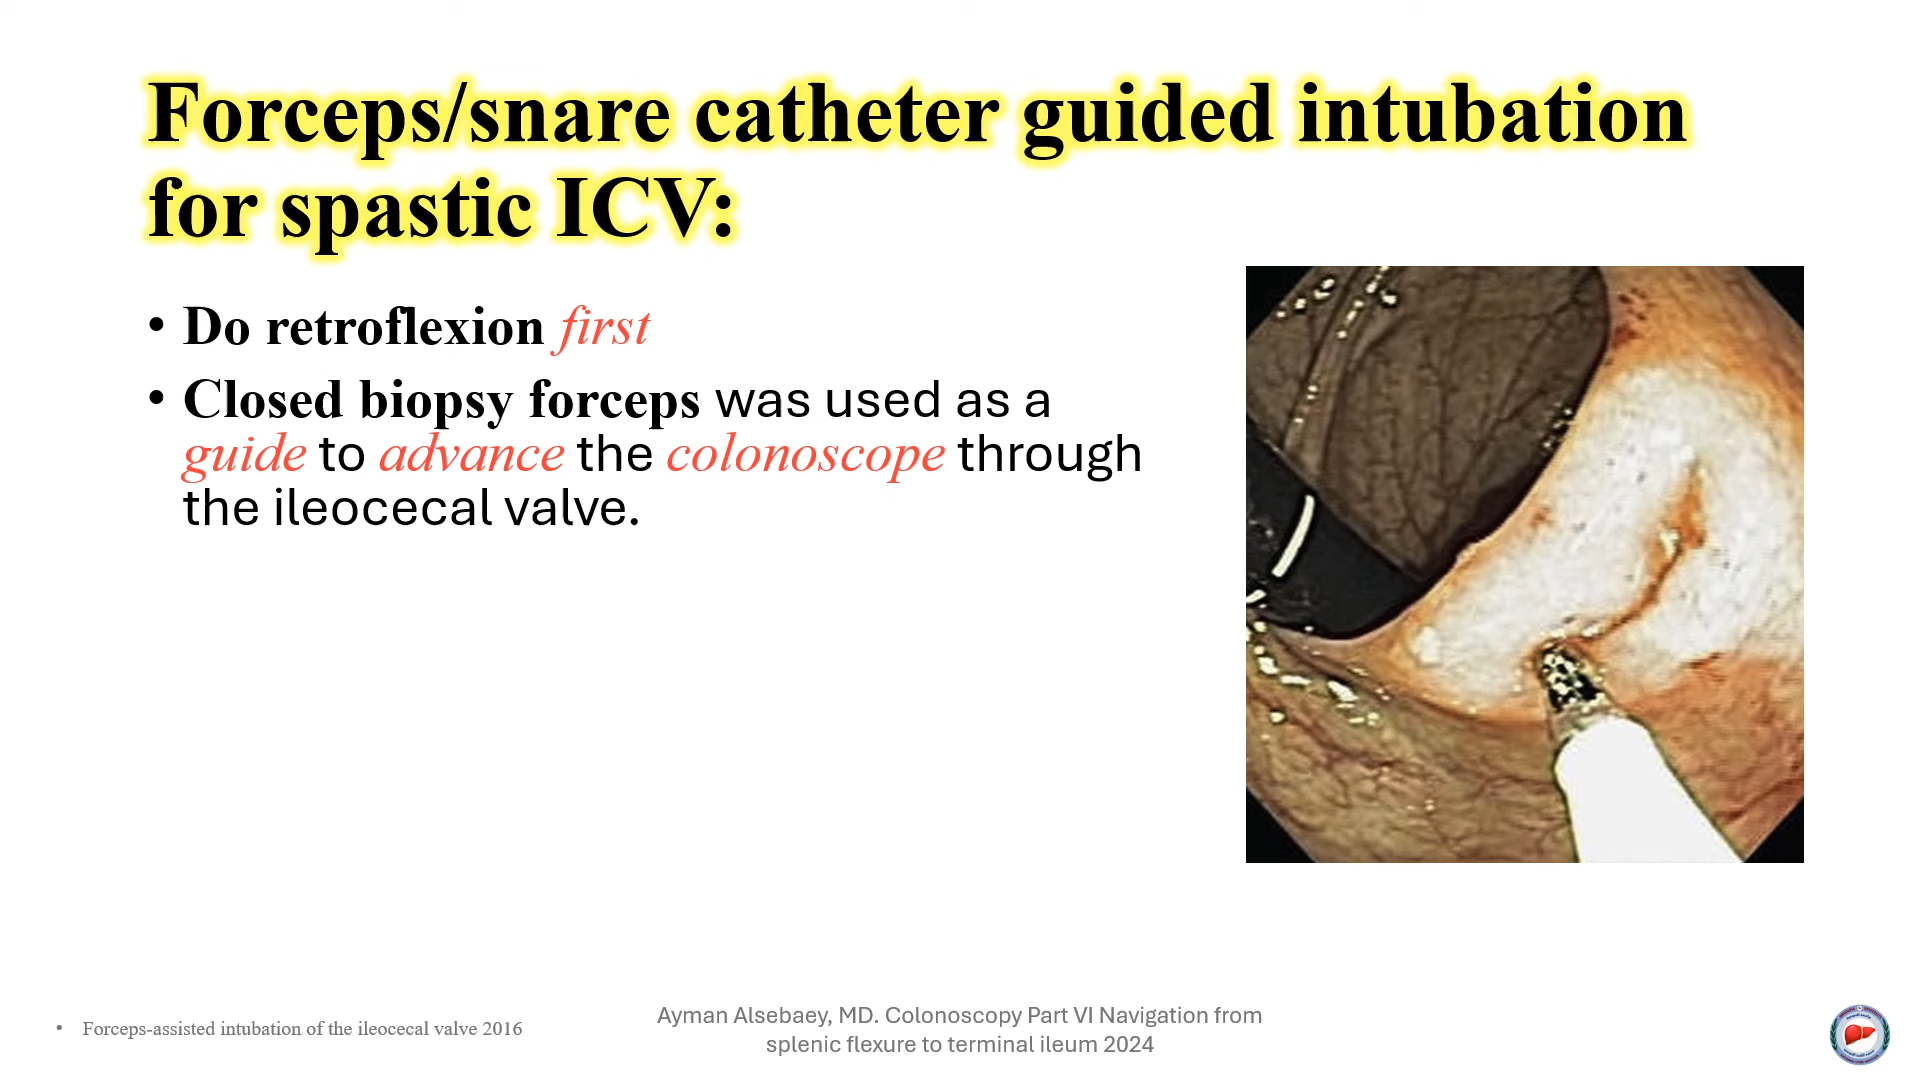 Forceps/snare catheter guided intubation
for spastic ICV:
• Do retroflexion first
• Closed biopsy forceps was used as a
guide to advance the colonoscope through
the ileocecal valve.
• Forceps-assisted intubation of the ileocecal valve 2016
Ayman Alsebaey, MD. Colonoscopy Part VI Navigation from
splenic flexure to terminal ileum 2024